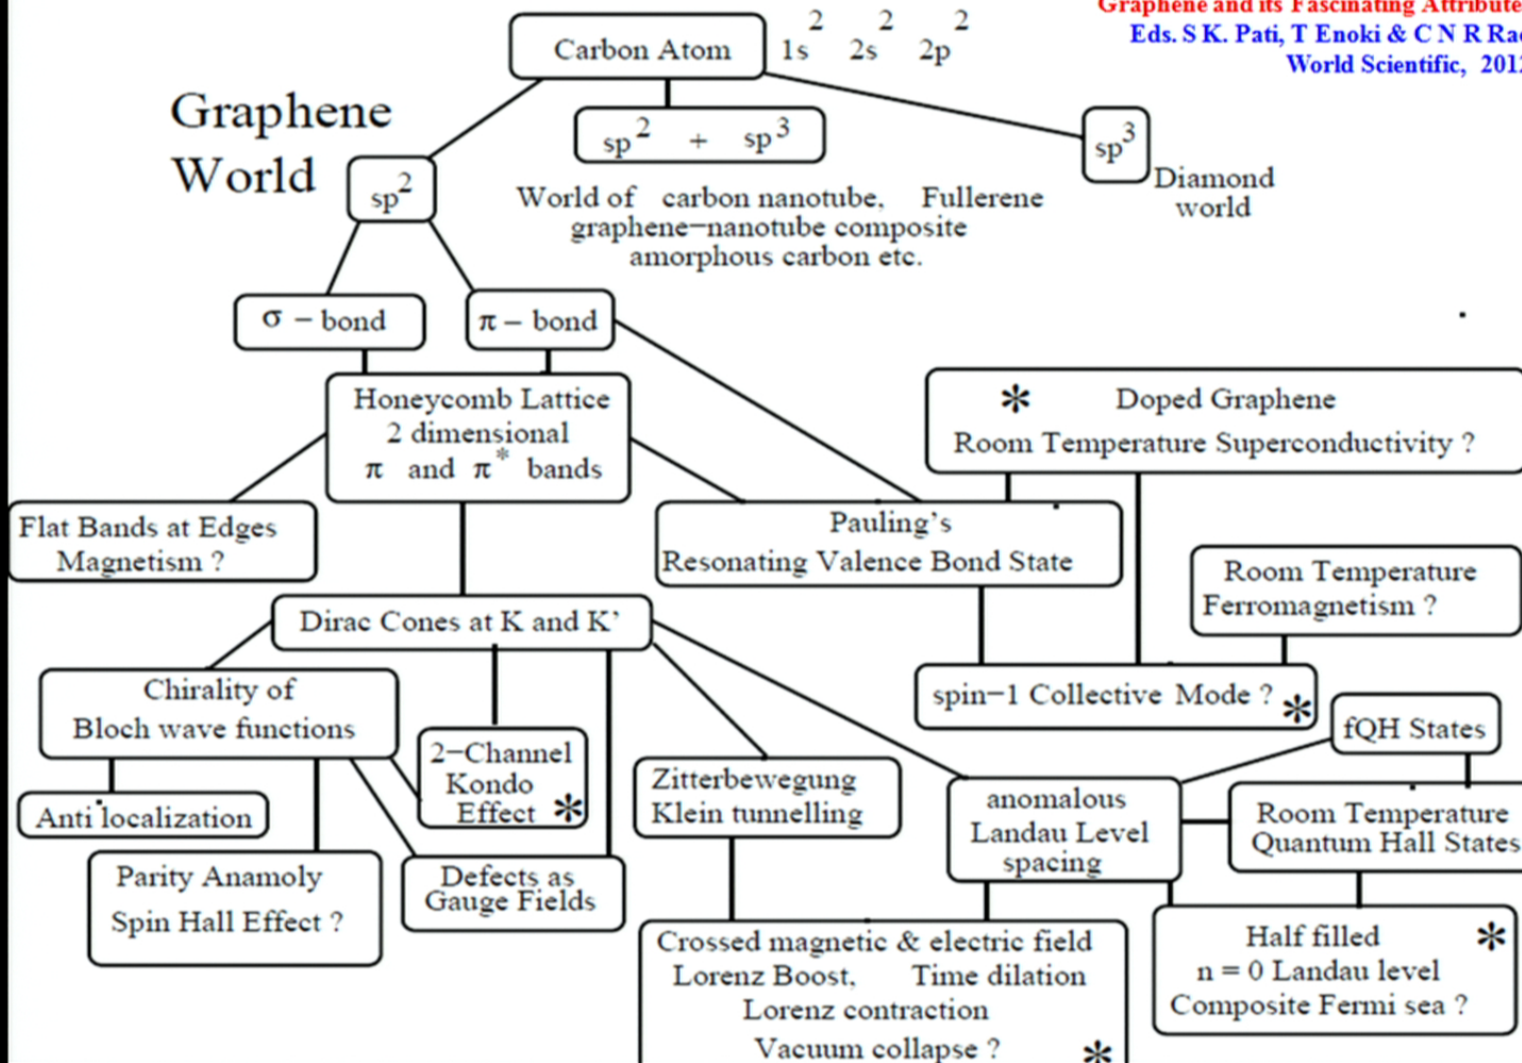 Graphene and its Fascinating Attribute
Eds. S K. Pati, T Enoki & C N R Rao
World Scientific, 2012
Carbon Atom 1s² 2s² 2p²
Graphene
World
sp² + sp³
sp³
sp²
Diamond
world
World of carbon nanotube, Fullerene
graphene–nanotube composite
amorphous carbon etc.
σ – bond
π – bond
Honeycomb Lattice
2 dimensional
π and π* bands
* Doped Graphene
Room Temperature Superconductivity ?
Flat Bands at Edges
Magnetism ?
Pauling's
Resonating Valence Bond State
Room Temperature
Ferromagnetism ?
Dirac Cones at K and K'
spin–1 Collective Mode ? *
Chirality of
Bloch wave functions
fQH States
2–Channel
Kondo
Effect *
Zitterbewegung
Klein tunnelling
anomalous
Landau Level
spacing
Room Temperature
Quantum Hall States
Anti localization
Parity Anamoly
Spin Hall Effect ?
Defects as
Gauge Fields
Crossed magnetic & electric field
Lorenz Boost, Time dilation
Lorenz contraction
Vacuum collapse ? *
Half filled *
n = 0 Landau level
Composite Fermi sea ?